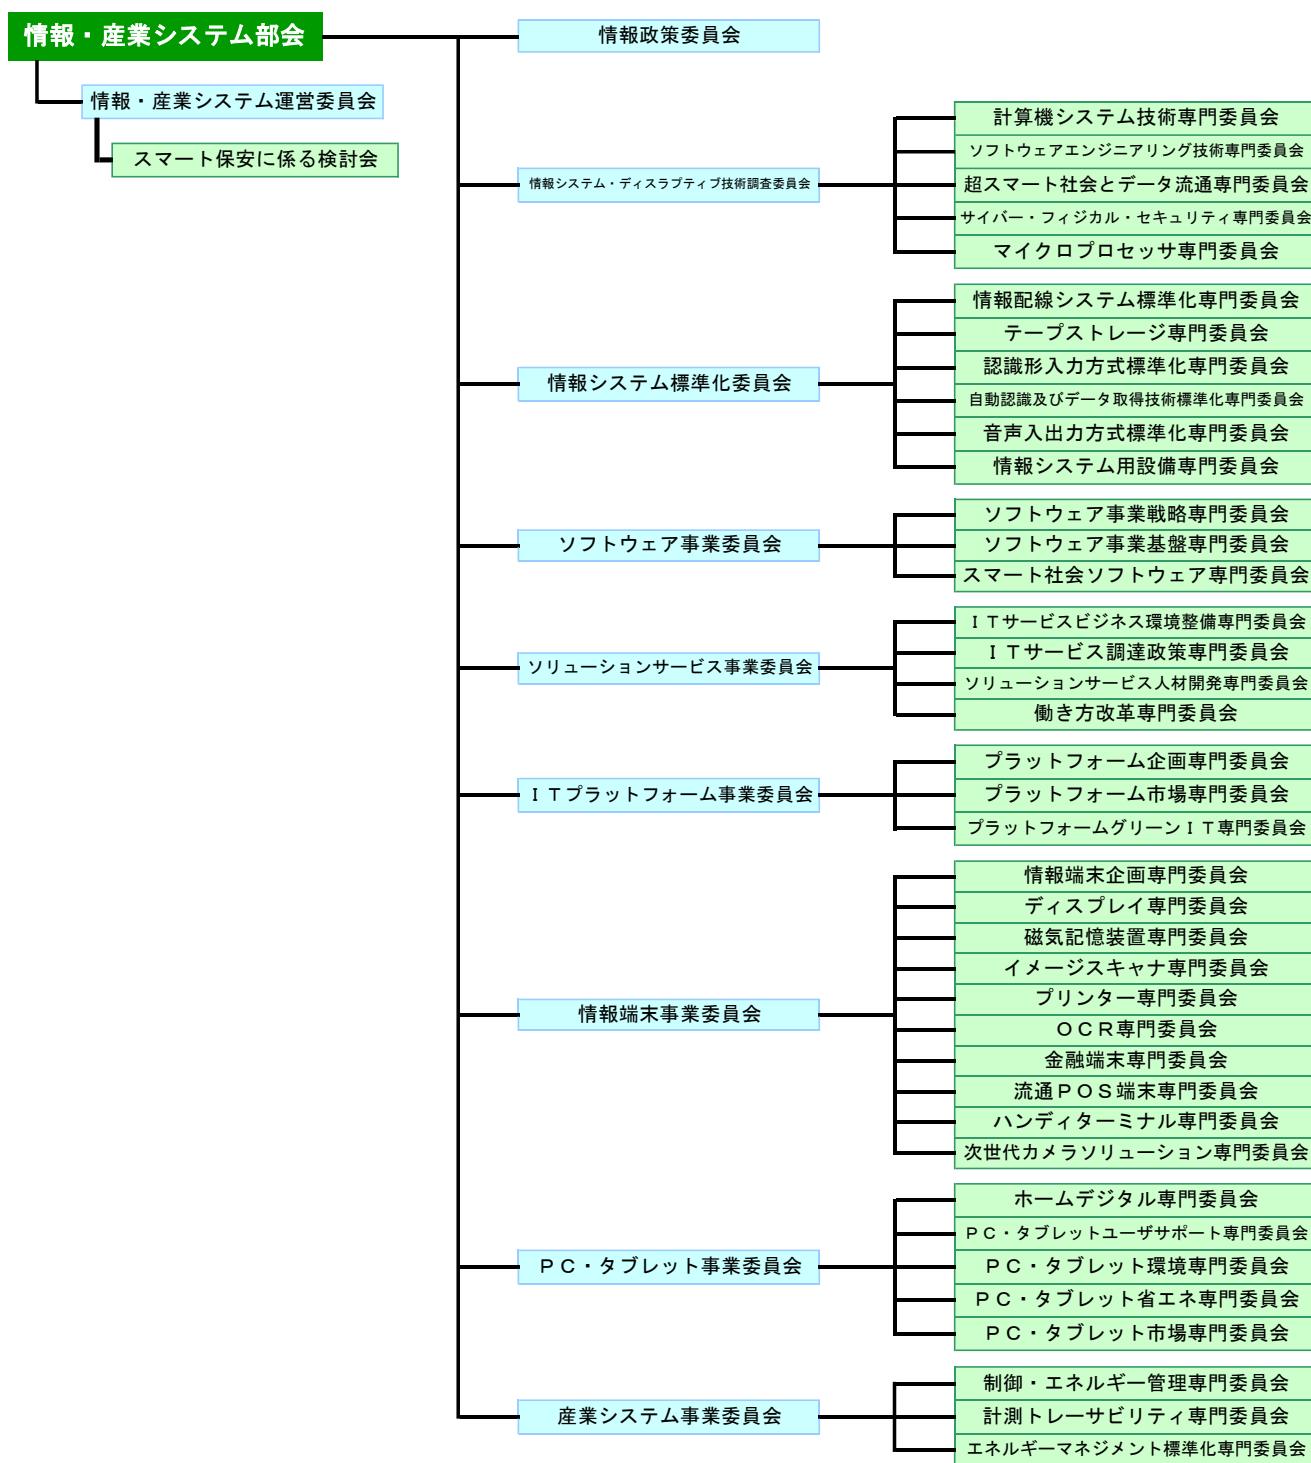 情報・産業システム部会
情報・産業システム運営委員会
スマート保安に係る検討会
情報政策委員会
情報システム・ディスラプティブ技術調査委員会
計算機システム技術専門委員会
ソフトウェアエンジニアリング技術専門委員会
超スマート社会とデータ流通専門委員会
サイバー・フィジカル・セキュリティ専門委員会
マイクロプロセッサ専門委員会
情報システム標準化委員会
情報配線システム標準化専門委員会
テープストレージ専門委員会
認識形入力方式標準化専門委員会
自動認識及びデータ取得技術標準化専門委員会
音声入出力方式標準化専門委員会
情報システム用設備専門委員会
ソフトウェア事業委員会
ソフトウェア事業戦略専門委員会
ソフトウェア事業基盤専門委員会
スマート社会ソフトウェア専門委員会
ソリューションサービス事業委員会
ＩＴサービスビジネス環境整備専門委員会
ＩＴサービス調達政策専門委員会
ソリューションサービス人材開発専門委員会
働き方改革専門委員会
ＩＴプラットフォーム事業委員会
プラットフォーム企画専門委員会
プラットフォーム市場専門委員会
プラットフォームグリーンＩＴ専門委員会
情報端末事業委員会
情報端末企画専門委員会
ディスプレイ専門委員会
磁気記憶装置専門委員会
イメージスキャナ専門委員会
プリンター専門委員会
ＯＣＲ専門委員会
金融端末専門委員会
流通ＰＯＳ端末専門委員会
ハンディターミナル専門委員会
次世代カメラソリューション専門委員会
ＰＣ・タブレット事業委員会
ホームデジタル専門委員会
ＰＣ・タブレットユーザサポート専門委員会
ＰＣ・タブレット環境専門委員会
ＰＣ・タブレット省エネ専門委員会
ＰＣ・タブレット市場専門委員会
産業システム事業委員会
制御・エネルギー管理専門委員会
計測トレーサビリティ専門委員会
エネルギーマネジメント標準化専門委員会